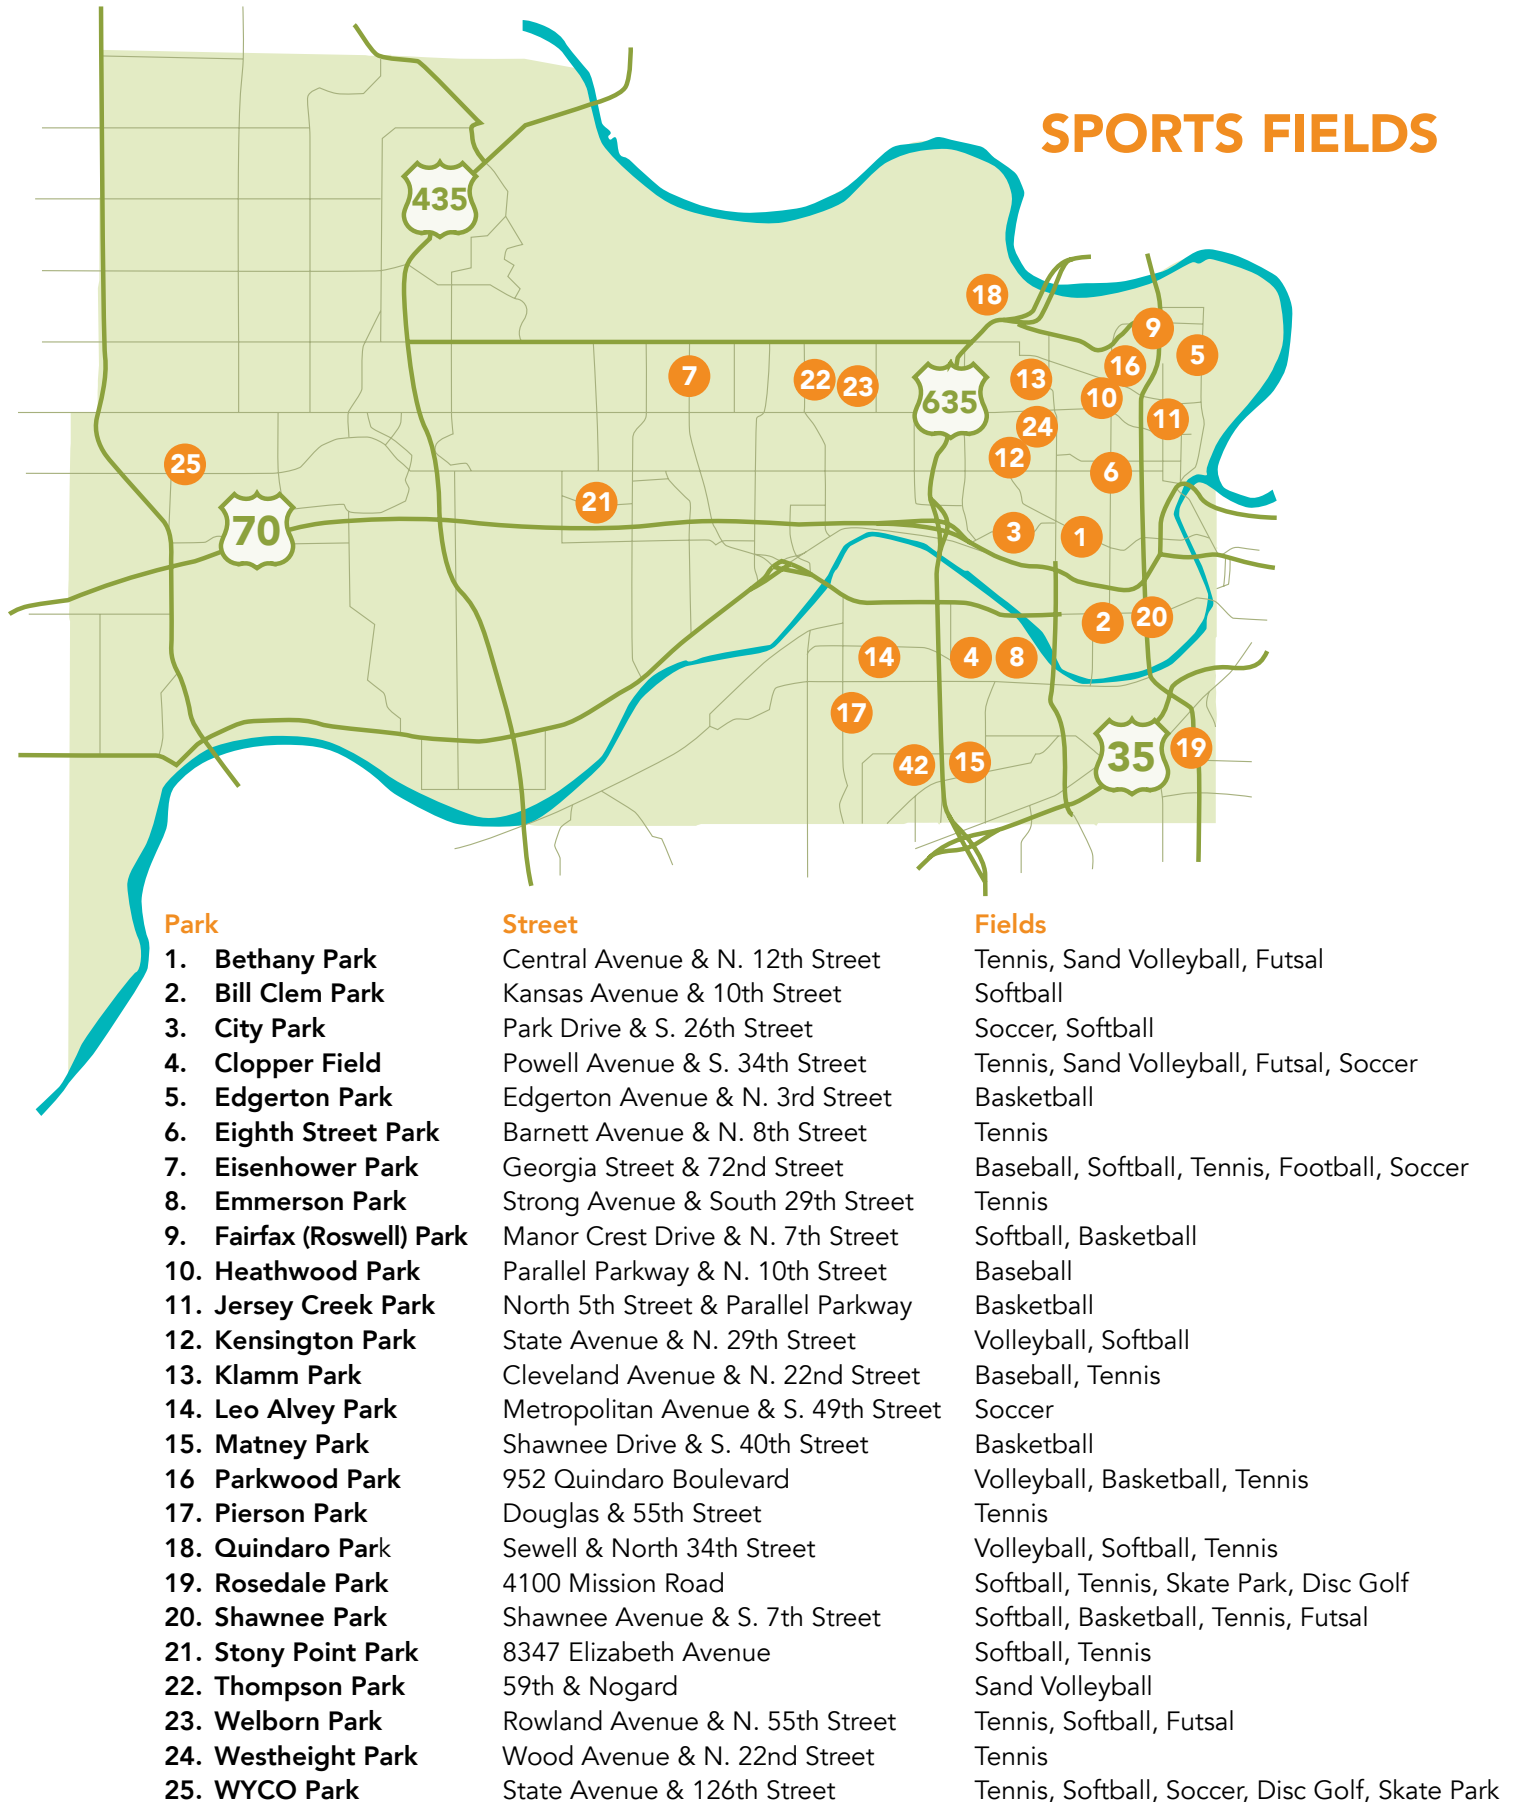 SPORTS FIELDS
435
18
9
5
16
7
22
23
13
10
635
11
24
12
25
6
21
70
3
1
20
2
14
4
8
17
19
35
42
15
Park Street Fields
1. Bethany Park Central Avenue & N. 12th Street Tennis, Sand Volleyball, Futsal
2. Bill Clem Park Kansas Avenue & 10th Street Softball
3. City Park Park Drive & S. 26th Street Soccer, Softball
4. Clopper Field Powell Avenue & S. 34th Street Tennis, Sand Volleyball, Futsal, Soccer
5. Edgerton Park Edgerton Avenue & N. 3rd Street Basketball
6. Eighth Street Park Barnett Avenue & N. 8th Street Tennis
7. Eisenhower Park Georgia Street & 72nd Street Baseball, Softball, Tennis, Football, Soccer
8. Emmerson Park Strong Avenue & South 29th Street Tennis
9. Fairfax (Roswell) Park Manor Crest Drive & N. 7th Street Softball, Basketball
10. Heathwood Park Parallel Parkway & N. 10th Street Baseball
11. Jersey Creek Park North 5th Street & Parallel Parkway Basketball
12. Kensington Park State Avenue & N. 29th Street Volleyball, Softball
13. Klamm Park Cleveland Avenue & N. 22nd Street Baseball, Tennis
14. Leo Alvey Park Metropolitan Avenue & S. 49th Street Soccer
15. Matney Park Shawnee Drive & S. 40th Street Basketball
16 Parkwood Park 952 Quindaro Boulevard Volleyball, Basketball, Tennis
17. Pierson Park Douglas & 55th Street Tennis
18. Quindaro Park Sewell & North 34th Street Volleyball, Softball, Tennis
19. Rosedale Park 4100 Mission Road Softball, Tennis, Skate Park, Disc Golf
20. Shawnee Park Shawnee Avenue & S. 7th Street Softball, Basketball, Tennis, Futsal
21. Stony Point Park 8347 Elizabeth Avenue Softball, Tennis
22. Thompson Park 59th & Nogard Sand Volleyball
23. Welborn Park Rowland Avenue & N. 55th Street Tennis, Softball, Futsal
24. Westheight Park Wood Avenue & N. 22nd Street Tennis
25. WYCO Park State Avenue & 126th Street Tennis, Softball, Soccer, Disc Golf, Skate Park